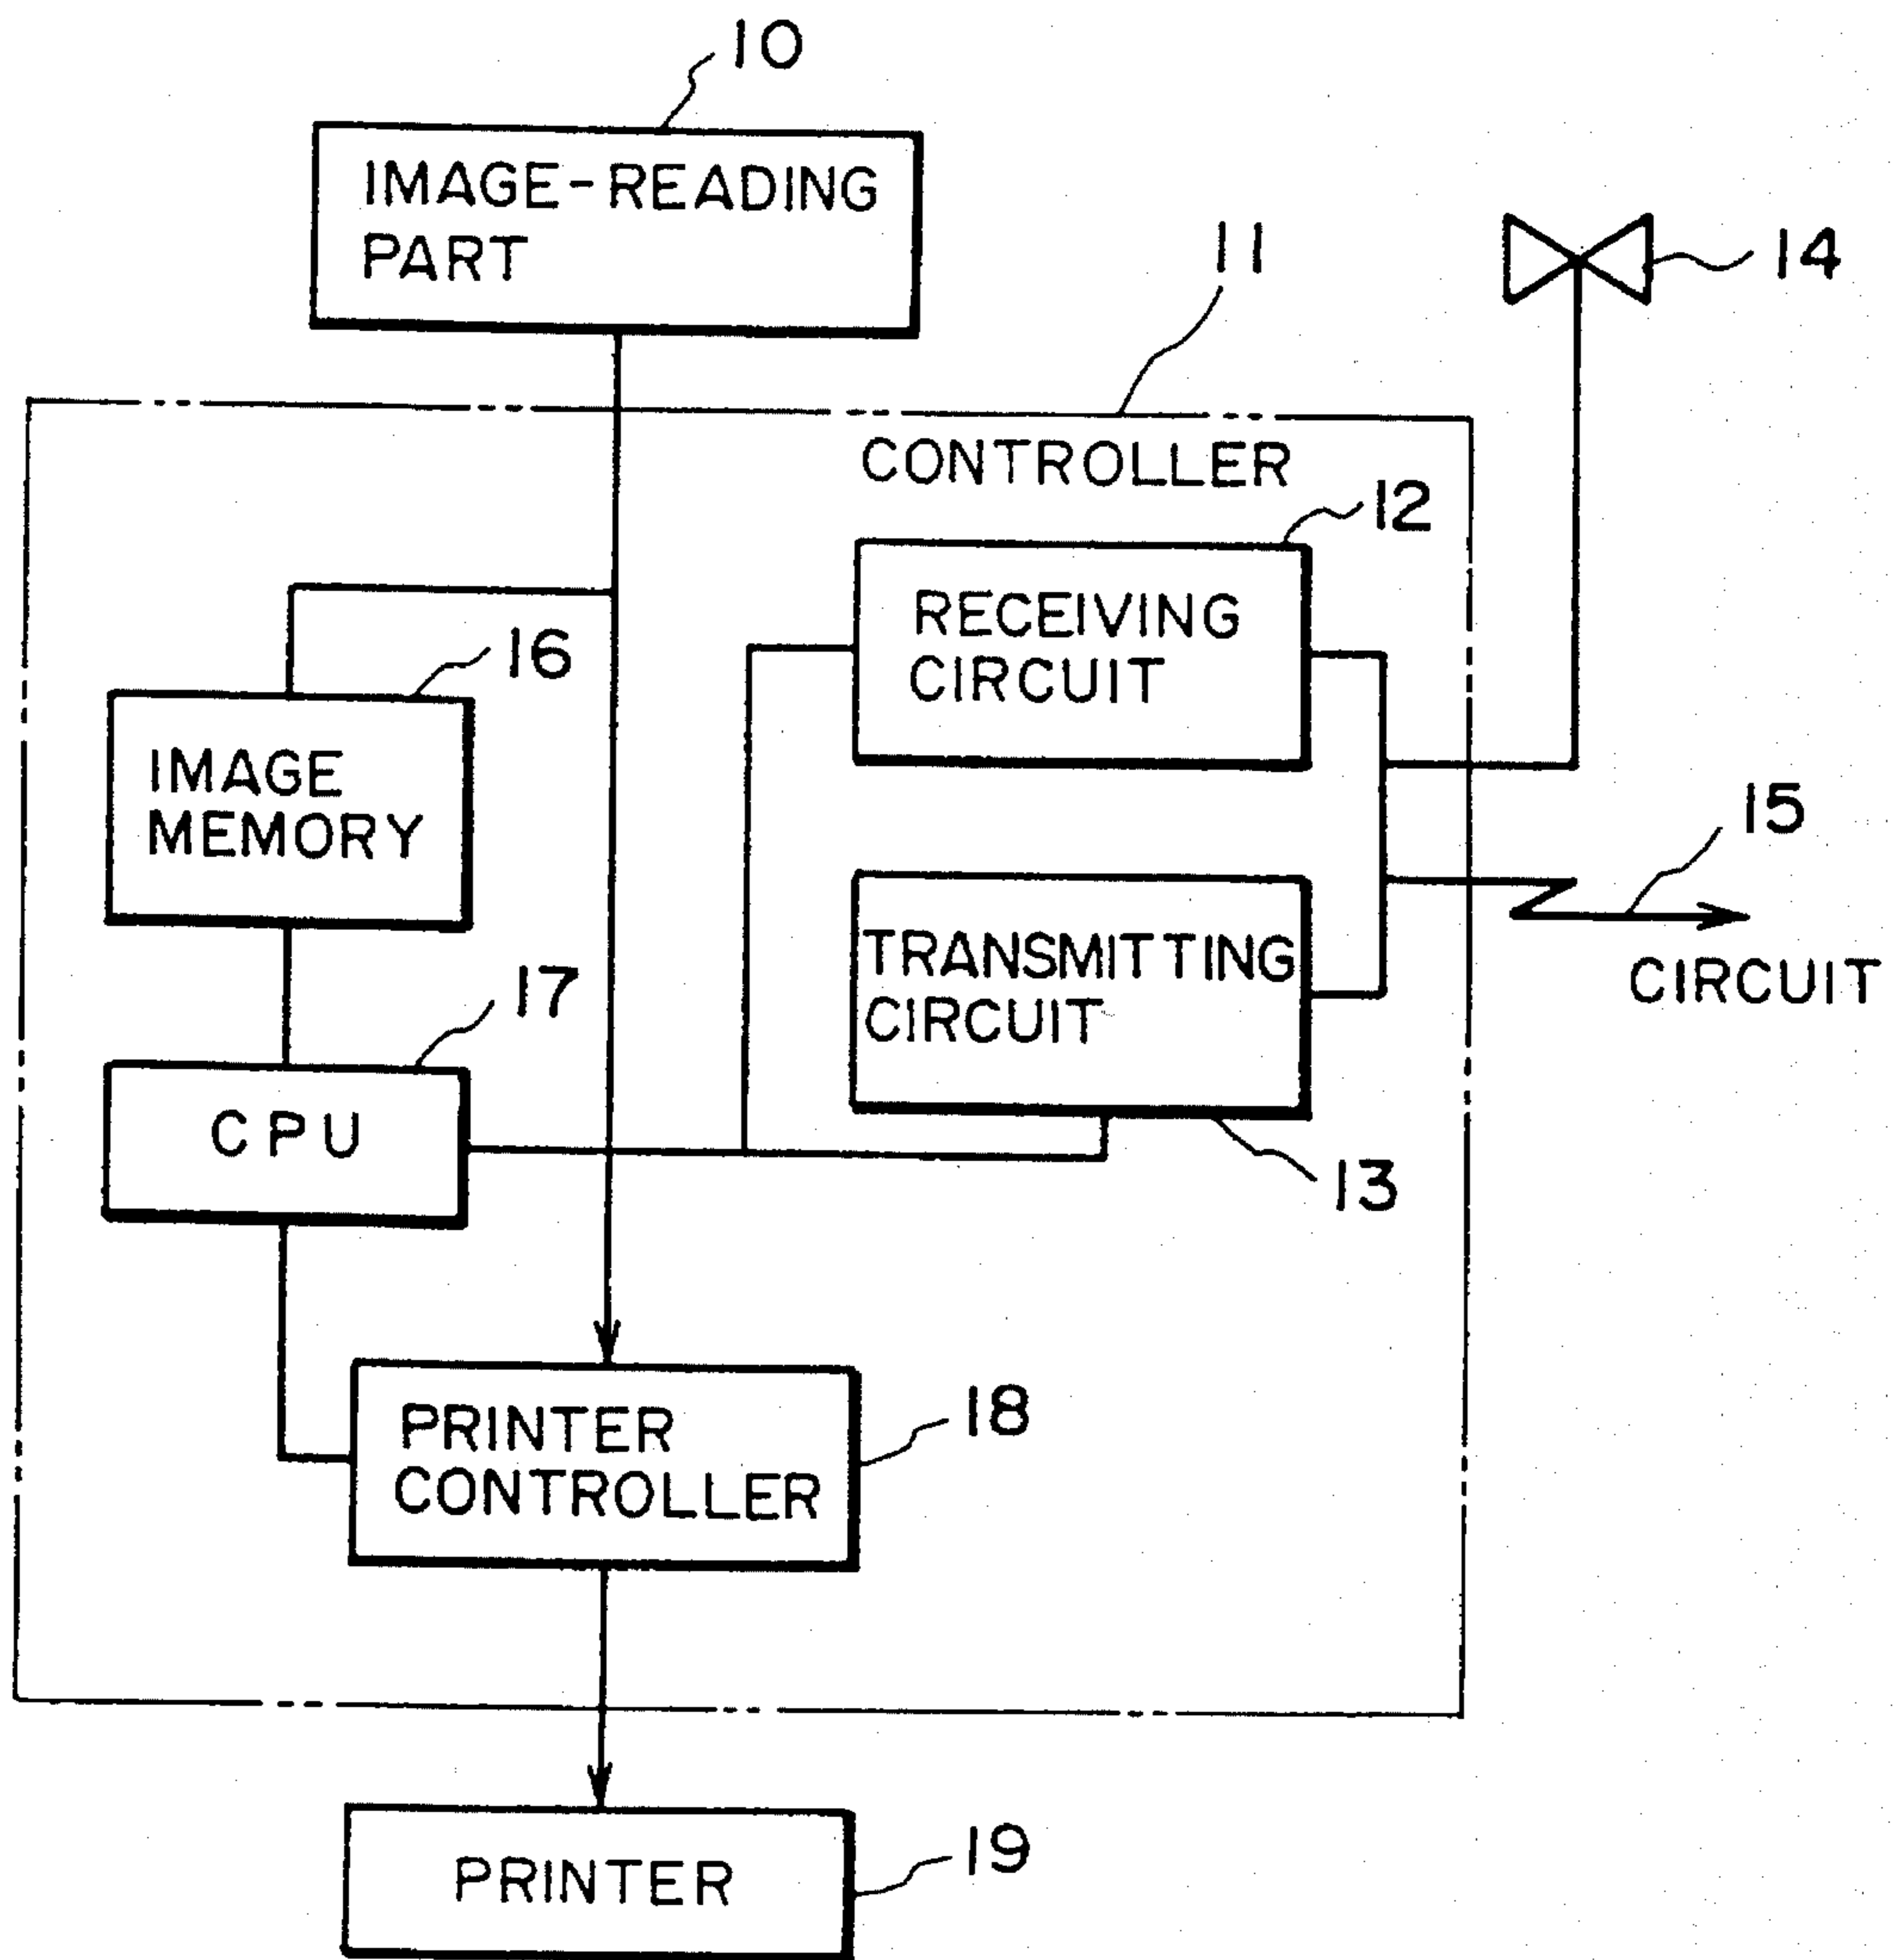 10
IMAGE-READING
PART
11
14
CONTROLLER
12
RECEIVING
CIRCUIT
16
IMAGE
MEMORY
15
TRANSMITTING
CIRCUIT
CIRCUIT
17
CPU
13
18
PRINTER
CONTROLLER
19
PRINTER